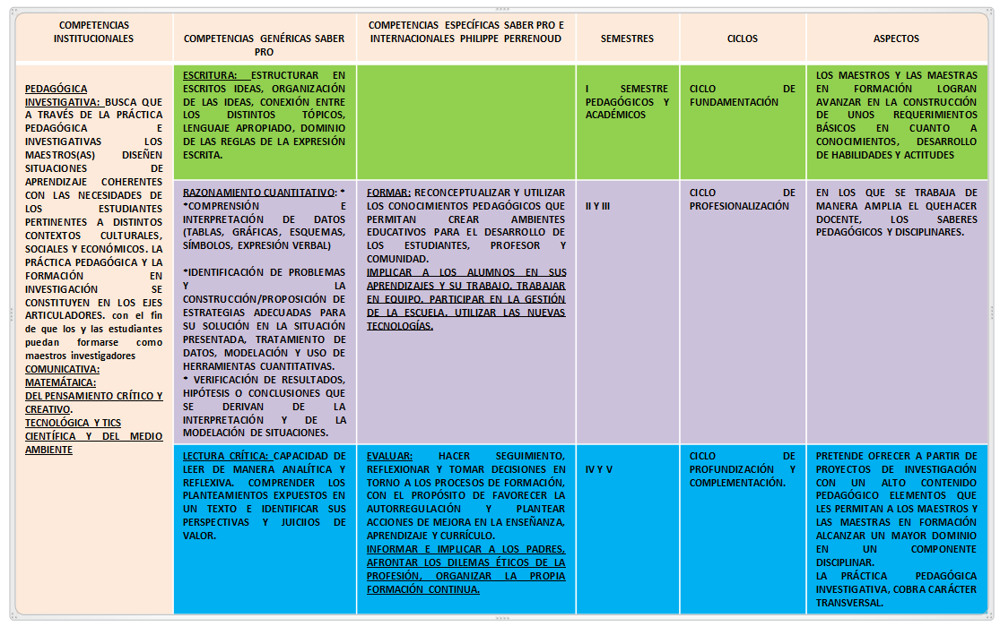 COMPETENCIAS
INSTITUCIONALES
COMPETENCIAS GENÉRICAS SABER
PRO
COMPETENCIAS ESPECÍFICAS SABER PRO E
INTERNACIONALES PHILIPPE PERRENOUD
SEMESTRES
CICLOS
ASPECTOS
PEDAGÓGICA
INVESTIGATIVA: BUSCA QUE
A TRAVÉS DE LA PRÁCTICA
PEDAGÓGICA E
INVESTIGATIVAS LOS
MAESTROS(AS) DISEÑEN
SITUACIONES DE
APRENDIZAJE COHERENTES
CON LAS NECESIDADES DE
LOS ESTUDIANTES
PERTINENTES A DISTINTOS
CONTEXTOS CULTURALES,
SOCIALES Y ECONÓMICOS. LA
PRÁCTICA PEDAGÓGICA Y LA
FORMACIÓN EN
INVESTIGACIÓN SE
CONSTITUYEN EN LOS EJES
ARTICULADORES. con el fin
de que los y las estudiantes
puedan formarse como
maestros investigadores
COMUNICATIVA:
MATEMÁTAICA:
DEL PENSAMIENTO CRÍTICO Y
CREATIVO.
TECNOLÓGICA Y TICS
CIENTÍFICA Y DEL MEDIO
AMBIENTE
ESCRITURA: ESTRUCTURAR EN
ESCRITOS IDEAS, ORGANIZACIÓN
DE LAS IDEAS, CONEXIÓN ENTRE
LOS DISTINTOS TÓPICOS,
LENGUAJE APROPIADO, DOMINIO
DE LAS REGLAS DE LA EXPRESIÓN
ESCRITA.
I SEMESTRE
PEDAGÓGICOS Y
ACADÉMICOS
CICLO DE
FUNDAMENTACIÓN
LOS MAESTROS Y LAS MAESTRAS
EN FORMACIÓN LOGRAN
AVANZAR EN LA CONSTRUCCIÓN
DE UNOS REQUERIMIENTOS
BÁSICOS EN CUANTO A
CONOCIMIENTOS, DESARROLLO
DE HABILIDADES Y ACTITUDES
RAZONAMIENTO CUANTITATIVO: *
*COMPRENSIÓN E
INTERPRETACIÓN DE DATOS
(TABLAS, GRÁFICAS, ESQUEMAS,
SÍMBOLOS, EXPRESIÓN VERBAL)
*IDENTIFICACIÓN DE PROBLEMAS
Y LA
CONSTRUCCIÓN/PROPOSICIÓN DE
ESTRATEGIAS ADECUADAS PARA
SU SOLUCIÓN EN LA SITUACIÓN
PRESENTADA, TRATAMIENTO DE
DATOS, MODELACIÓN Y USO DE
HERRAMIENTAS CUANTITATIVAS.
* VERIFICACIÓN DE RESULTADOS,
HIPÓTESIS O CONCLUSIONES QUE
SE DERIVAN DE LA
INTERPRETACIÓN Y DE LA
MODELACIÓN DE SITUACIONES.
FORMAR: RECONCEPTUALIZAR Y UTILIZAR
LOS CONOCIMIENTOS PEDAGÓGICOS QUE
PERMITAN CREAR AMBIENTES
EDUCATIVOS PARA EL DESARROLLO DE
LOS ESTUDIANTES, PROFESOR Y
COMUNIDAD.
IMPLICAR A LOS ALUMNOS EN SUS
APRENDIZAJES Y SU TRABAJO. TRABAJAR
EN EQUIPO. PARTICIPAR EN LA GESTIÓN
DE LA ESCUELA. UTILIZAR LAS NUEVAS
TECNOLOGÍAS.
II Y III
CICLO DE
PROFESIONALIZACIÓN
EN LOS QUE SE TRABAJA DE
MANERA AMPLIA EL QUEHACER
DOCENTE, LOS SABERES
PEDAGÓGICOS Y DISCIPLINARES.
LECTURA CRÍTICA: CAPACIDAD DE
LEER DE MANERA ANALÍTICA Y
REFLEXIVA. COMPRENDER LOS
PLANTEAMIENTOS EXPUESTOS EN
UN TEXTO E IDENTIFICAR SUS
PERSPECTIVAS Y JUICIIOS DE
VALOR.
EVALUAR: HACER SEGUIMIENTO,
REFLEXIONAR Y TOMAR DECISIONES EN
TORNO A LOS PROCESOS DE FORMACIÓN,
CON EL PROPÓSITO DE FAVORECER LA
AUTORREGULACIÓN Y PLANTEAR
ACCIONES DE MEJORA EN LA ENSEÑANZA,
APRENDIZAJE Y CURRÍCULO.
INFORMAR E IMPLICAR A LOS PADRES,
AFRONTAR LOS DILEMAS ÉTICOS DE LA
PROFESIÓN, ORGANIZAR LA PROPIA
FORMACIÓN CONTINUA.
IV Y V
CICLO DE
PROFUNDIZACIÓN Y
COMPLEMENTACIÓN.
PRETENDE OFRECER A PARTIR DE
PROYECTOS DE INVESTIGACIÓN
CON UN ALTO CONTENIDO
PEDAGÓGICO ELEMENTOS QUE
LES PERMITAN A LOS MAESTROS Y
LAS MAESTRAS EN FORMACIÓN
ALCANZAR UN MAYOR DOMINIO
EN UN COMPONENTE
DISCIPLINAR.
LA PRÁCTICA PEDAGÓGICA
INVESTIGATIVA, COBRA CARÁCTER
TRANSVERSAL.